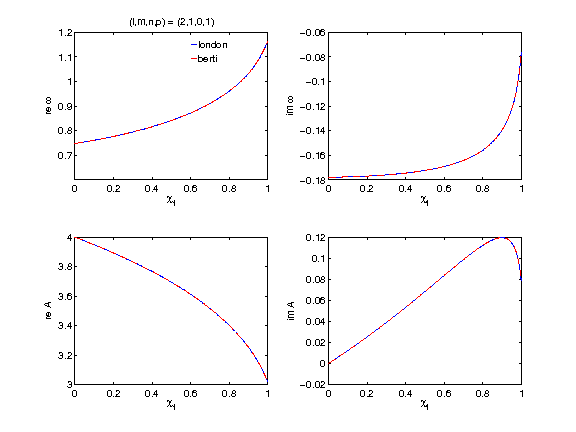 (l,m,n,p) = (2,1,0,1)
1.2
1.1
1
0.9
0.8
0.7
re ω
london
berti
0 0.2 0.4 0.6 0.8 1
χf
−0.06
−0.08
−0.1
−0.12
−0.14
−0.16
−0.18
im ω
0 0.2 0.4 0.6 0.8 1
χf
4
3.8
3.6
3.4
3.2
3
re A
0 0.2 0.4 0.6 0.8 1
χf
0.12
0.1
0.08
0.06
0.04
0.02
0
−0.02
im A
0 0.2 0.4 0.6 0.8 1
χf